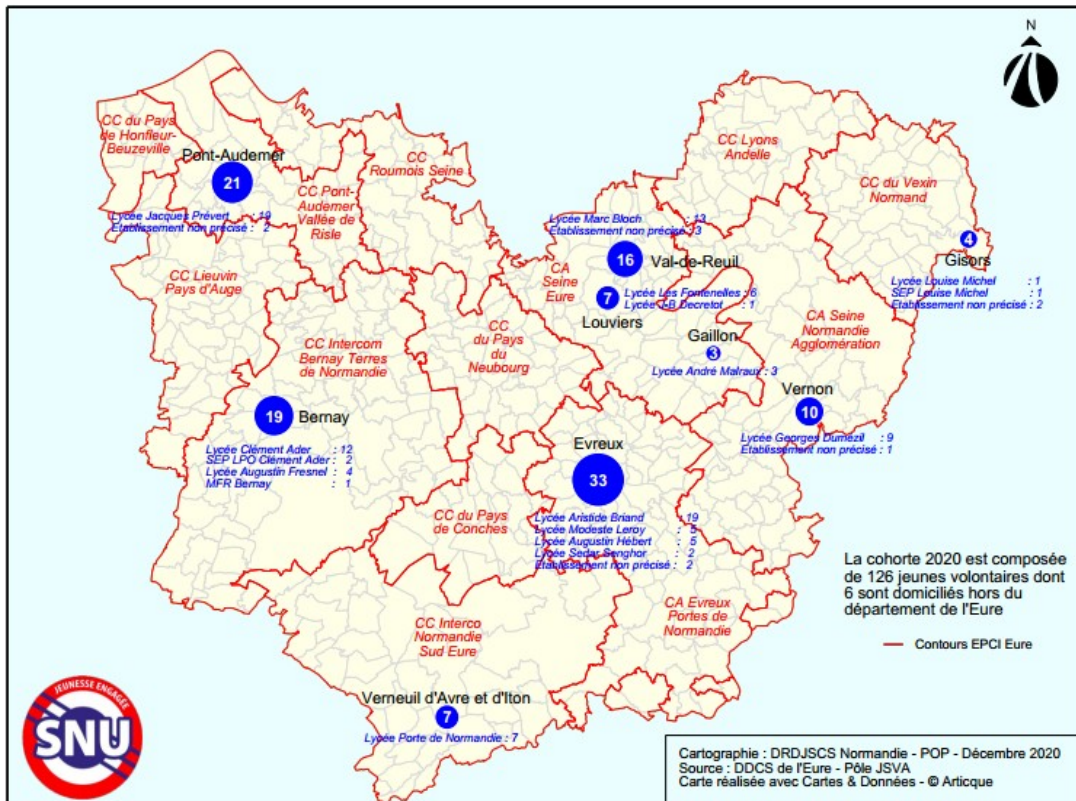 N
CC du Pays
de Honfleur-
Beuzeville
Pont-Audemer
21
Lycée Jacques Prévert : 19
Etablissement non précisé : 2
CC Pont-
Audemer
Vallée de
Risle
CC
Roumois Seine
CC Lyons
Andelle
CC du Vexin
Normand
4
Gisors
Lycée Louise Michel : 1
SEP Louise Michel : 1
Etablissement non précisé : 2
Lycée Marc Bloch : 13
Etablissement non précisé : 3
16
Val-de-Reuil
CA
Seine
Eure
7
Lycée Les Fontenelles : 6
Lycée J-B Decretot : 1
Louviers
Gaillon
3
Lycée André Malraux : 3
CA Seine
Normandie
Agglomération
Vernon
10
Lycée Georges Dumezil : 9
Etablissement non précisé : 1
CC Lieuvin
Pays d'Auge
CC Intercom
Bernay Terres
de Normandie
CC
du Pays
du
Neubourg
19
Bernay
Lycée Clément Ader : 12
SEP LPO Clément Ader : 2
Lycée Augustin Fresnel : 4
MFR Bernay : 1
Evreux
33
Lycée Aristide Briand : 19
Lycée Modeste Leroy : 5
Lycée Augustin Hébert : 5
Lycée Sédar Senghor : 2
Etablissement non précisé : 2
CC du Pays
de Conches
CC Interco
Normandie
Sud Eure
CA Evreux
Portes de
Normandie
Verneuil d'Avre et d'Iton
7
Lycée Porte de Normandie : 7
La cohorte 2020 est composée
de 126 jeunes volontaires dont
6 sont domiciliés hors du
département de l'Eure
Contours EPCI Eure
JEUNESSE ENGAGÉE
SNU
Cartographie : DRDJSCS Normandie - POP - Décembre 2020
Source : DDCS de l'Eure - Pôle JSVA
Carte réalisée avec Cartes & Données - © Articque